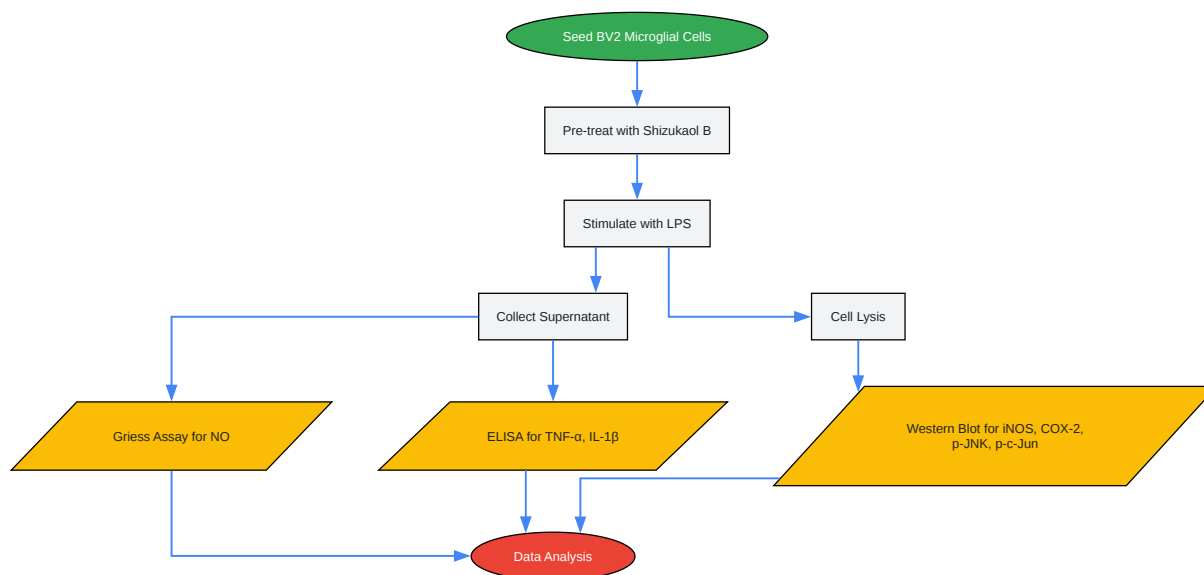 Seed BV2 Microglial Cells
Pre-treat with Shizukaol B
Stimulate with LPS
Collect Supernatant
Cell Lysis
Griess Assay for NO
ELISA for TNF-α, IL-1β
Western Blot for iNOS, COX-2,
p-JNK, p-c-Jun
Data Analysis